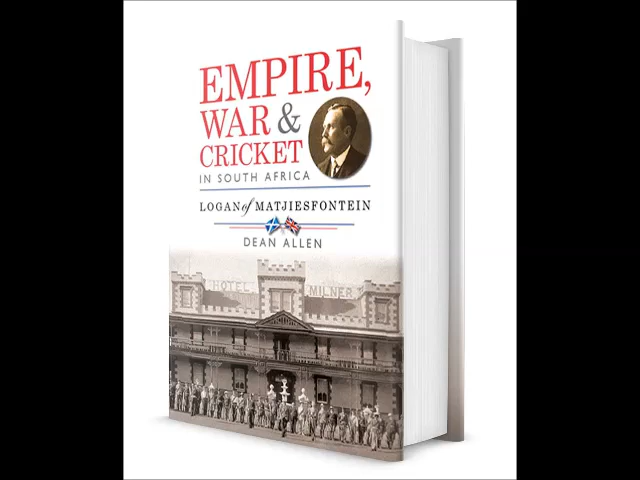 EMPIRE,
WAR &
CRICKET
IN SOUTH AFRICA
LOGAN of MATJIESFONTEIN
DEAN ALLEN
HOTEL MILNER